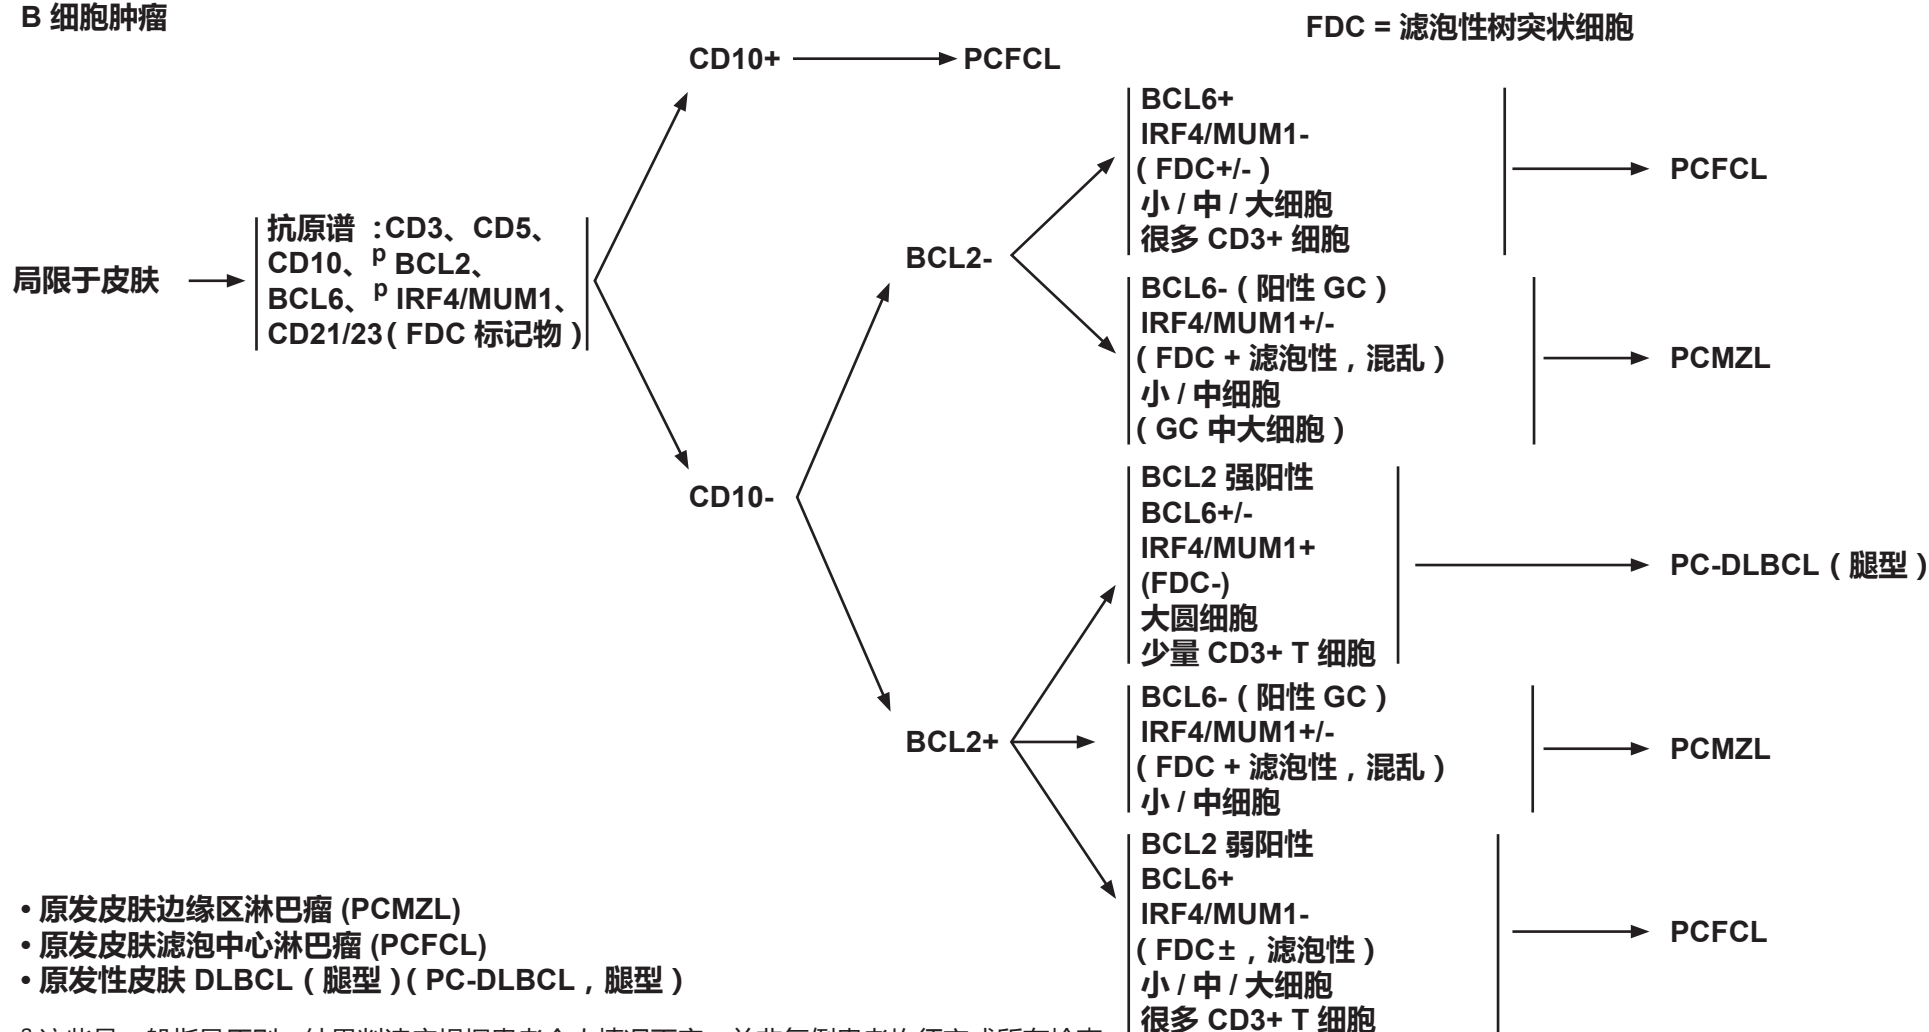 B 细胞肿瘤
FDC = 滤泡性树突状细胞
局限于皮肤
抗原谱 :CD3、CD5、
CD10、ᵖ BCL2、
BCL6、ᵖ IRF4/MUM1、
CD21/23( FDC 标记物 )
CD10+
PCFCL
CD10-
BCL2-
BCL6+
IRF4/MUM1-
( FDC+/- )
小 / 中 / 大细胞
很多 CD3+ 细胞
PCFCL
BCL6- ( 阳性 GC )
IRF4/MUM1+/-
( FDC + 滤泡性 , 混乱 )
小 / 中细胞
( GC 中大细胞 )
PCMZL
BCL2+
BCL2 强阳性
BCL6+/-
IRF4/MUM1+
(FDC-)
大圆细胞
少量 CD3+ T 细胞
PC-DLBCL ( 腿型 )
BCL6- ( 阳性 GC )
IRF4/MUM1+/-
( FDC + 滤泡性 , 混乱 )
小 / 中细胞
PCMZL
BCL2 弱阳性
BCL6+
IRF4/MUM1-
( FDC± , 滤泡性 )
小 / 中 / 大细胞
很多 CD3+ T 细胞
PCFCL
• 原发皮肤边缘区淋巴瘤 (PCMZL)
• 原发皮肤滤泡中心淋巴瘤 (PCFCL)
• 原发性皮肤 DLBCL ( 腿型 )( PC-DLBCL , 腿型 )